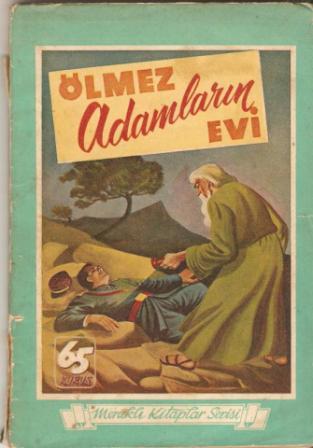 ÖLMEZ
Adamların
EVİ
65
KURUŞ
Meraklı Kitaplar Serisi